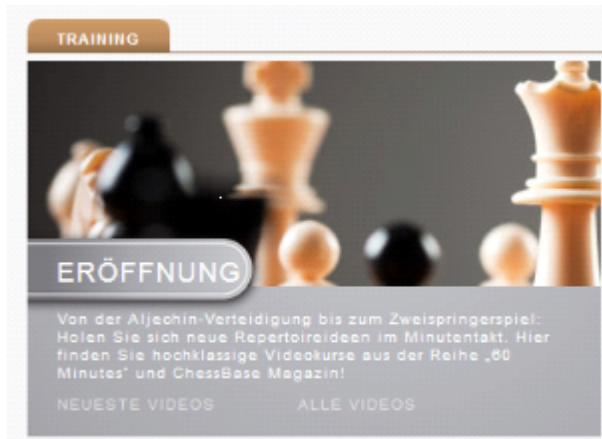 TRAINING
ERÖFFNUNG
Von der Aljechin-Verteidigung bis zum Zweispringerspiel:
Holen Sie sich neue Repertoireideen im Minutentakt. Hier
finden Sie hochklassige Videokurse aus der Reihe „60
Minutes“ und ChessBase Magazin!
NEUESTE VIDEOS ALLE VIDEOS